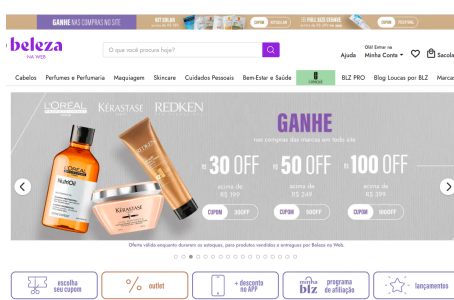 GANHE NAS COMPRAS NO SITE
CUPOM
CUPOM
beleza
NA WEB
O que você procura hoje?
Ajuda
Olá! Entrar na
Minha Conta
Sacola
Cabelos
Perfumes e Perfumaria
Maquiagem
Skincare
Cuidados Pessoais
Bem-Estar e Saúde
BLZ PRO
Blog Loucas por BLZ
Marcas
L'ORÉAL
KÉRASTASE
REDKEN
GANHE
nas compras das marcas em todo site
R$ 30 OFF
acima de
R$ 199
CUPOM 30OFF
R$ 50 OFF
acima de
R$ 249
CUPOM 50OFF
R$ 100 OFF
acima de
R$ 399
CUPOM 100OFF
NutriOil
KÉRASTASE
Oferta válida enquanto durarem os estoques, para produtos vendidos e entregues por Beleza na Web.
escolha
seu cupom
outlet
+ desconto
no APP
minha
blz
programa
de afiliação
lançamentos